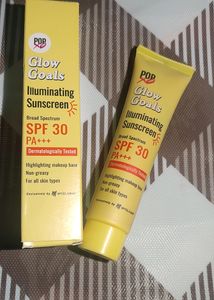 POP
Glow
Goals
Illuminating
Sunscreen
Broad Spectrum
SPF 30
PA+++
Dermatologically Tested
Highlighting makeup base
Non-greasy
For all skin types
POP
Glow
Goals
Illuminating
Sunscreen
Broad Spectrum
SPF 30
PA+++
Dermatologically Tested
Highlighting makeup base
Non-greasy
For all skin types